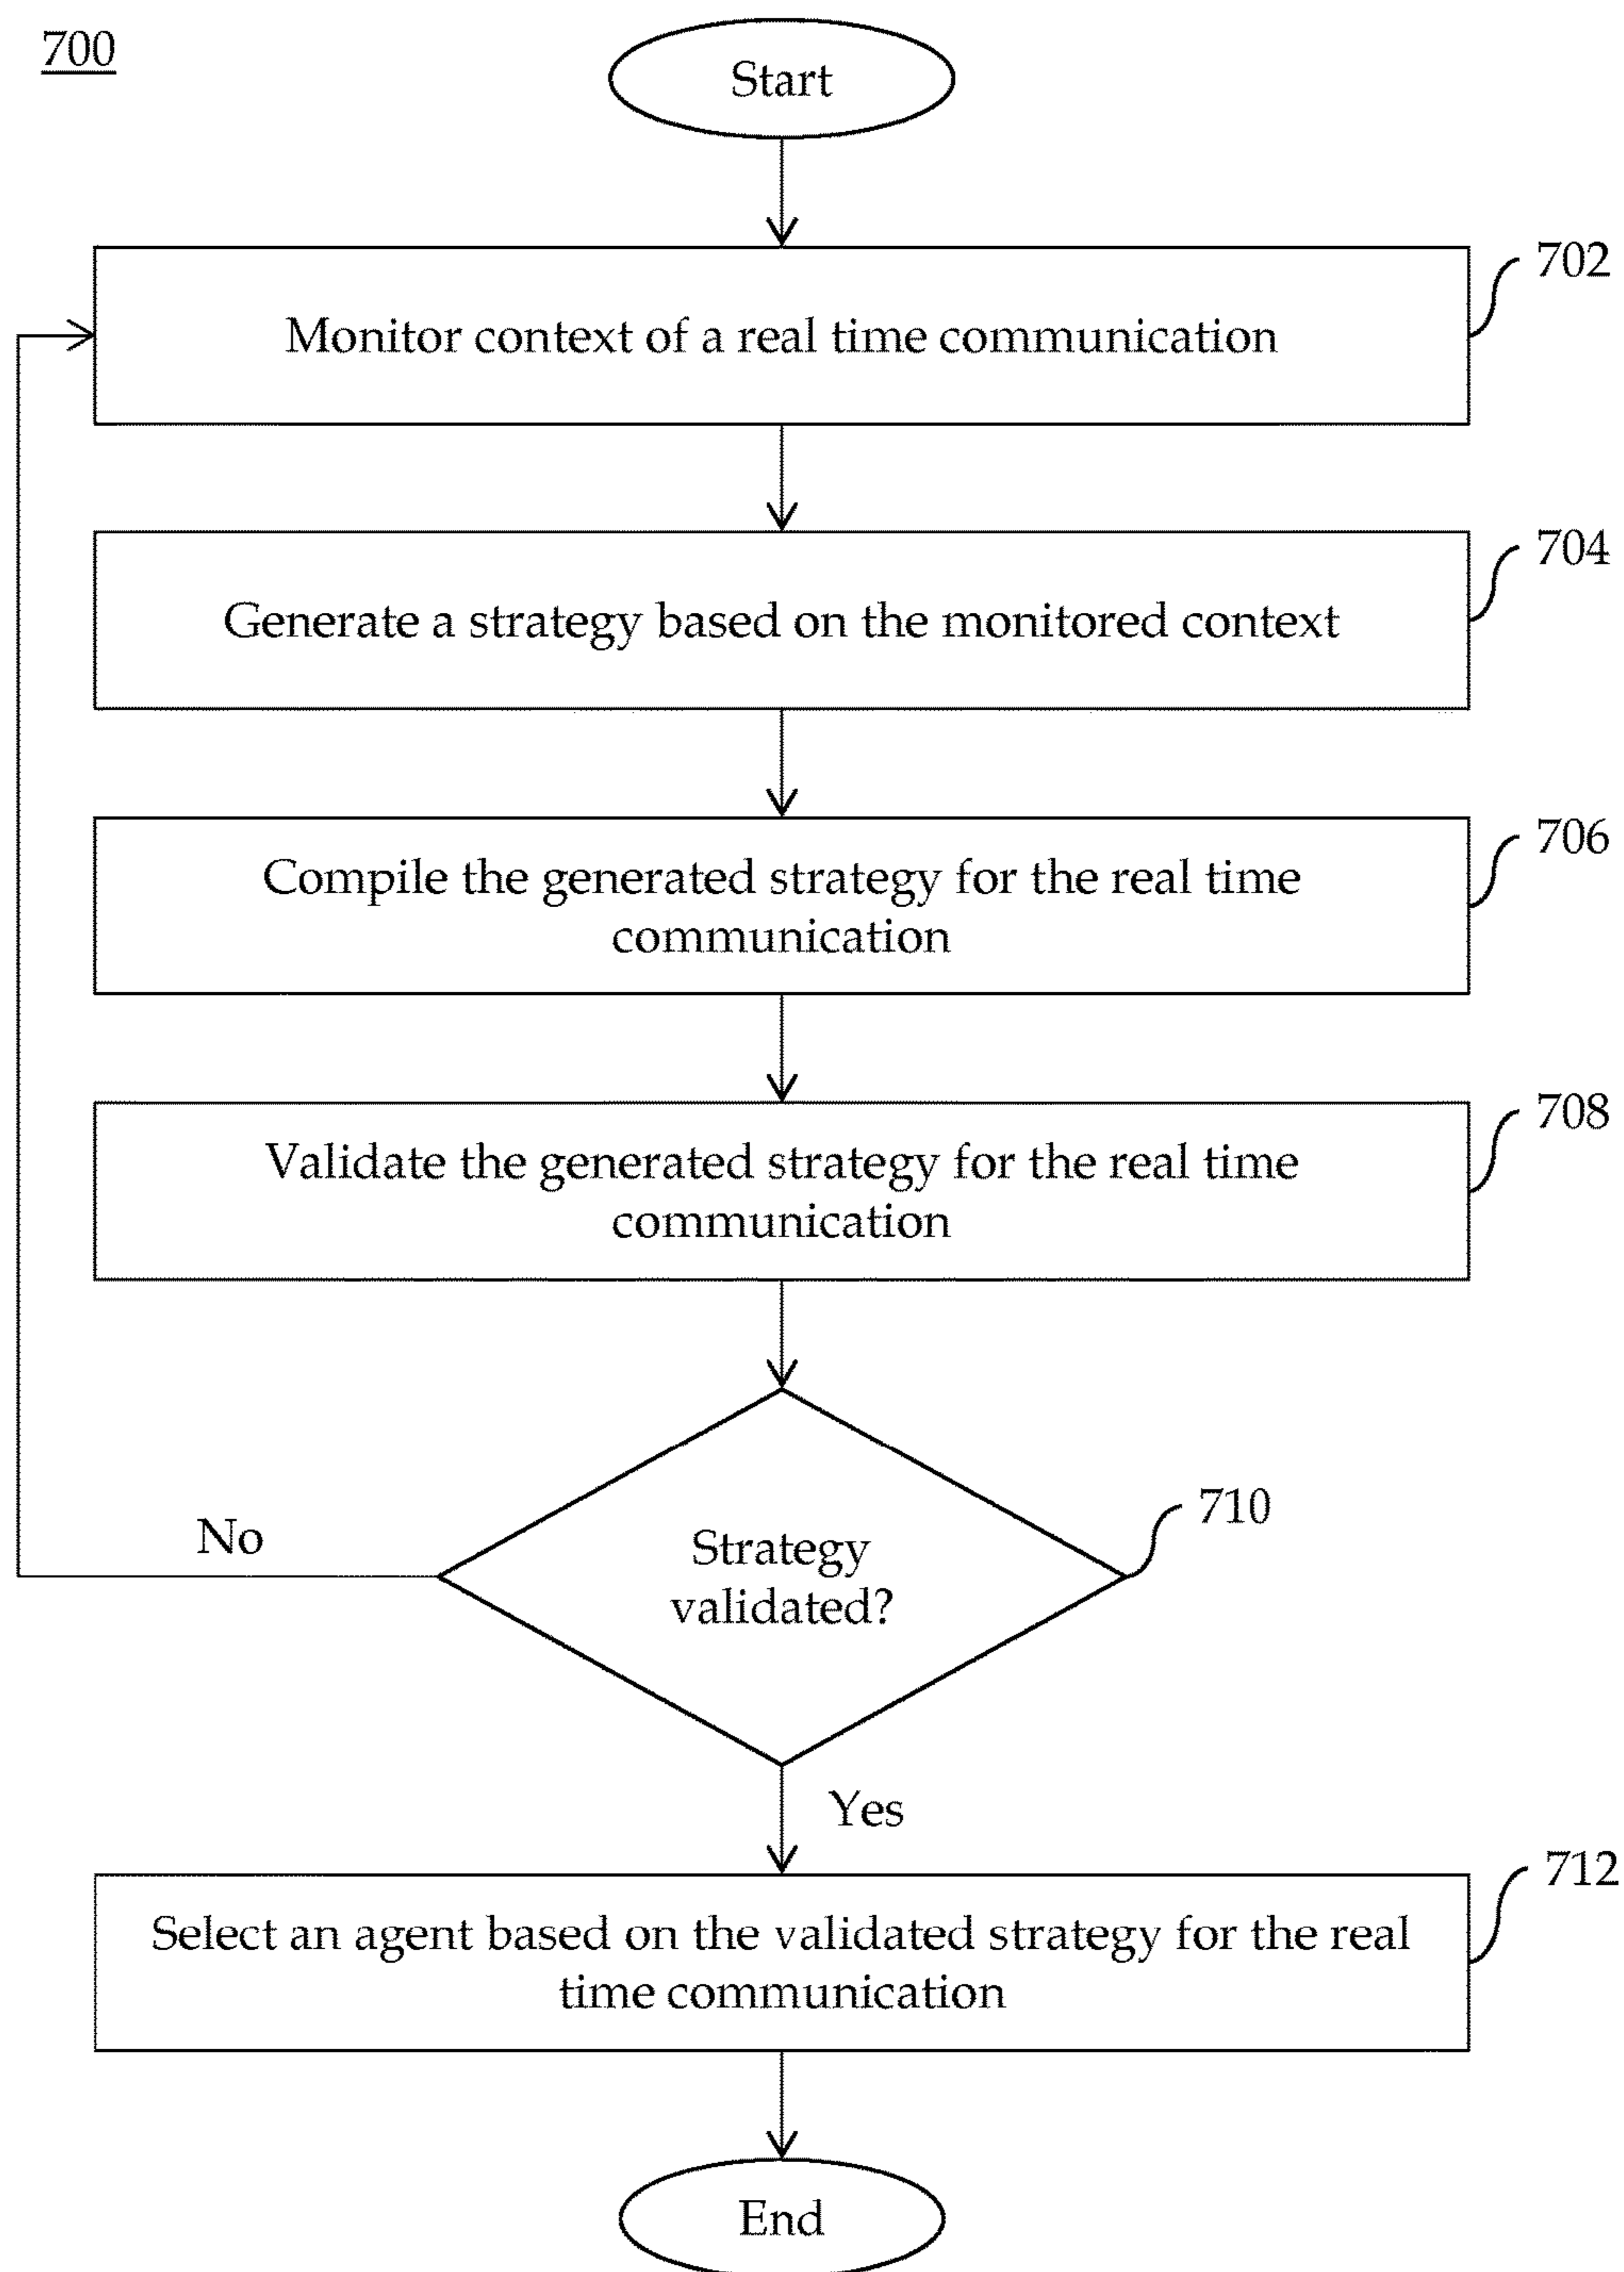 700
Start
702
Monitor context of a real time communication
704
Generate a strategy based on the monitored context
706
Compile the generated strategy for the real time
communication
708
Validate the generated strategy for the real time
communication
710
No
Strategy
validated?
Yes
712
Select an agent based on the validated strategy for the real
time communication
End